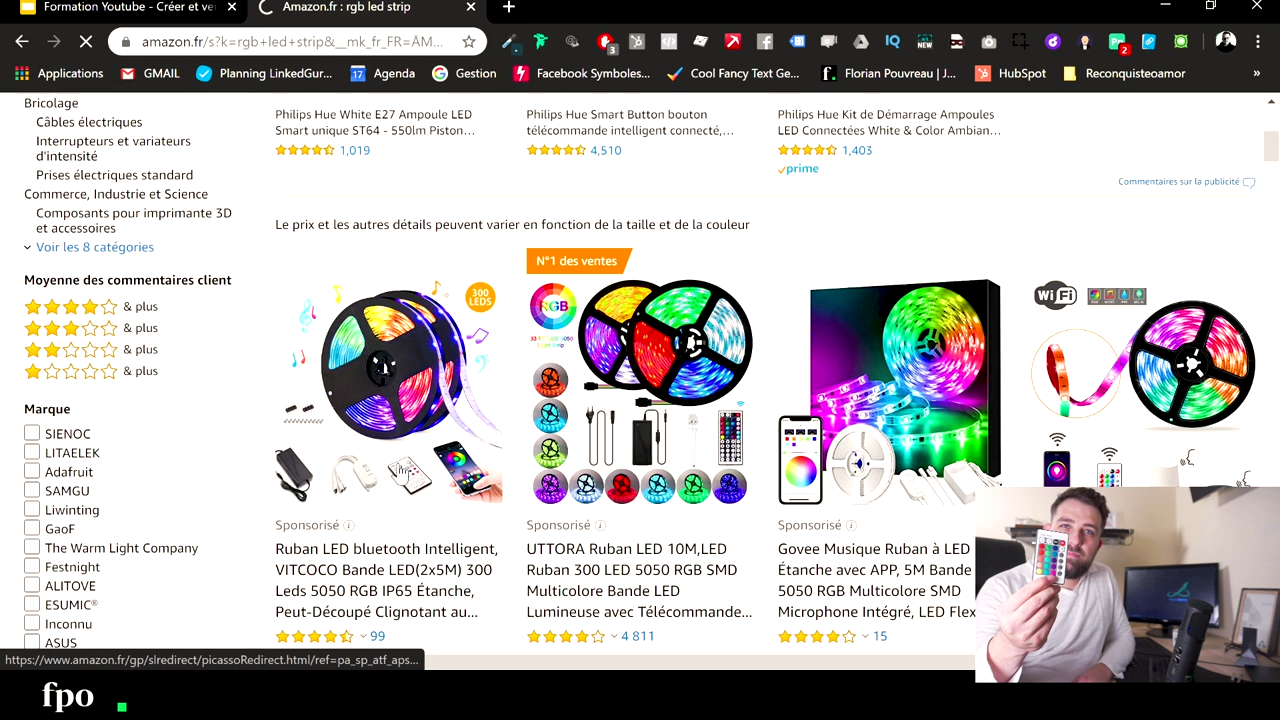 Formation Youtube - Créer et ve
Amazon.fr : rgb led strip
amazon.fr/s?k=rgb+led+strip&__mk_fr_FR=ÅM...
3
IQ
NEW
2
Applications
GMAIL
Planning LinkedGur...
17
Agenda
Gestion
Facebook Symboles...
Cool Fancy Text Ge...
f.
Florian Pouvreau | J...
HubSpot
Reconquisteoamor
»
Bricolage
Câbles électriques
Interrupteurs et variateurs
d'intensité
Prises électriques standard
Commerce, Industrie et Science
Composants pour imprimante 3D
et accessoires
Voir les 8 catégories
Moyenne des commentaires client
& plus
& plus
& plus
& plus
Marque
SIENOC
LITAELEK
Adafruit
SAMGU
Liwinting
GaoF
The Warm Light Company
Festnight
ALITOVE
ESUMIC®
Inconnu
ASUS
Philips Hue White E27 Ampoule LED
Smart unique ST64 - 550lm Piston...
1,019
Philips Hue Smart Button bouton
télécommande intelligent connecté,...
4,510
Philips Hue Kit de Démarrage Ampoules
LED Connectées White & Color Ambian...
1,403
prime
Commentaires sur la publicité
Le prix et les autres détails peuvent varier en fonction de la taille et de la couleur
300
LEDS
Sponsorisé
Ruban LED bluetooth Intelligent,
VITCOCO Bande LED(2x5M) 300
Leds 5050 RGB IP65 Étanche,
Peut-Découpé Clignotant au...
99
N°1 des ventes
RGB
Sponsorisé
UTTORA Ruban LED 10M,LED
Ruban 300 LED 5050 RGB SMD
Multicolore Bande LED
Lumineuse avec Télécommande...
4 811
Sponsorisé
Govee Musique Ruban à LED
Étanche avec APP, 5M Bande
5050 RGB Multicolore SMD
Microphone Intégré, LED Flex
15
WiFi
https://www.amazon.fr/gp/slredirect/picassoRedirect.html/ref=pa_sp_atf_aps...
fpo